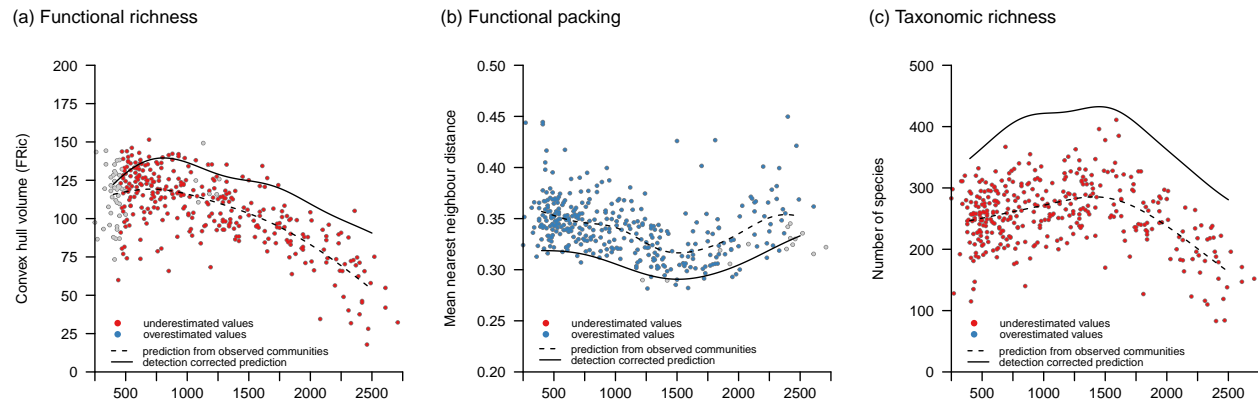 (a) Functional richness
(b) Functional packing
(c) Taxonomic richness
Convex hull volume (FRic)
200
175
150
125
100
75
50
25
0
underestimated values
overestimated values
prediction from observed communities
detection corrected prediction
500 1000 1500 2000 2500
Mean nearest neighbour distance
0.50
0.45
0.40
0.35
0.30
0.25
0.20
underestimated values
overestimated values
prediction from observed communities
detection corrected prediction
500 1000 1500 2000 2500
Number of species
500
400
300
200
100
0
underestimated values
overestimated values
prediction from observed communities
detection corrected prediction
500 1000 1500 2000 2500